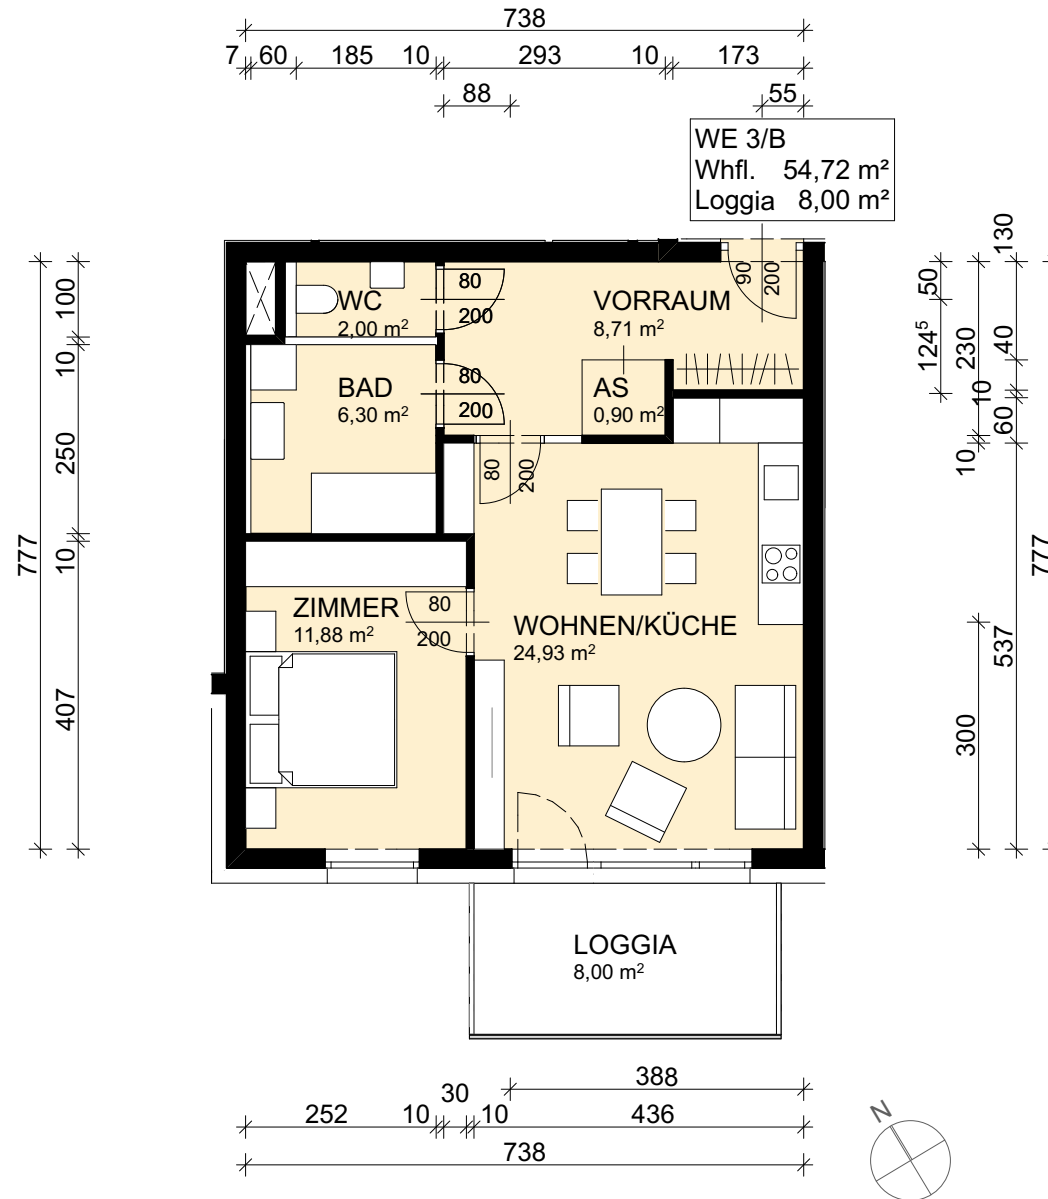 738
7 60 185 10 293 10 173
88 55
WE 3/B
Whfl. 54,72 m²
Loggia 8,00 m²
130
100
10
250
10
407
777
50
124⁵
230
10
10
300
40
60
537
777
90
200
WC
2,00 m²
80
200
VORRAUM
8,71 m²
BAD
6,30 m²
80
200
AS
0,90 m²
80
200
ZIMMER
11,88 m²
80
200
WOHNEN/KÜCHE
24,93 m²
LOGGIA
8,00 m²
388
252 10 30 10 436
738
N